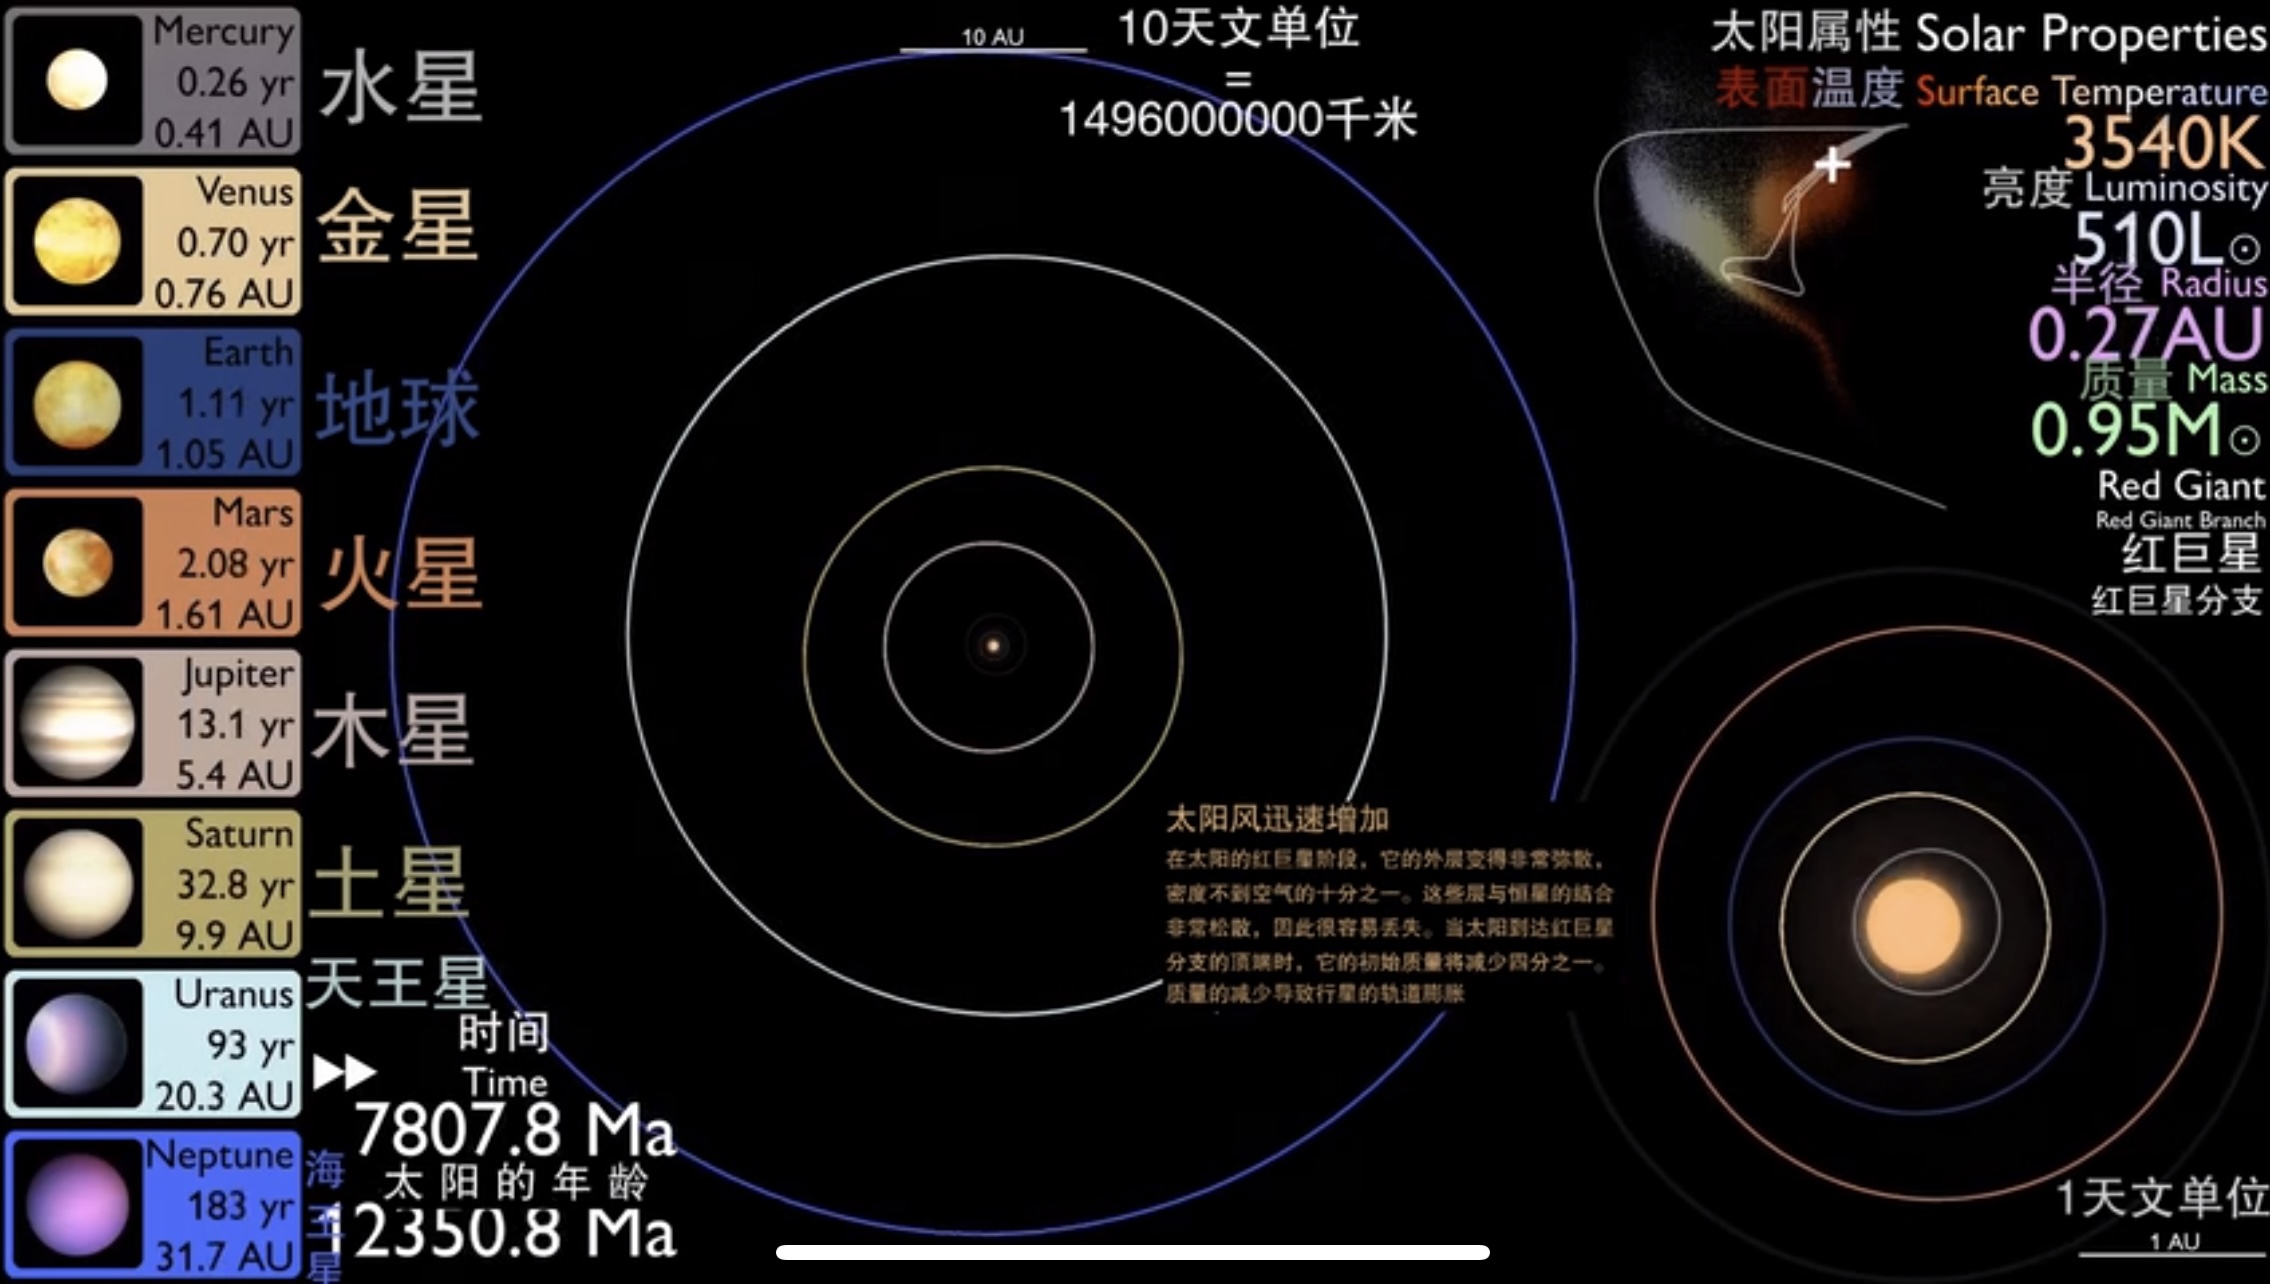 Mercury
0.26 yr
0.41 AU
水星
Venus
0.70 yr
0.76 AU
金星
Earth
1.11 yr
1.05 AU
地球
Mars
2.08 yr
1.61 AU
火星
Jupiter
13.1 yr
5.4 AU
木星
Saturn
32.8 yr
9.9 AU
土星
Uranus
93 yr
20.3 AU
天王星
Neptune
183 yr
31.7 AU
海
王
星
时间
Time
7807.8 Ma
太阳的年龄
12350.8 Ma
10 AU
10天文单位
=
1496000000千米
太阳风迅速增加
在太阳的红巨星阶段，它的外层变得非常弥散，
密度不到空气的十分之一。这些层与恒星的结合
非常松散，因此很容易丢失。当太阳到达红巨星
分支的顶端时，它的初始质量将减少四分之一。
质量的减少导致行星的轨道膨胀
太阳属性 Solar Properties
表面温度 Surface Temperature
3540K
亮度 Luminosity
510L☉
半径 Radius
0.27AU
质量 Mass
0.95M☉
Red Giant
Red Giant Branch
红巨星
红巨星分支
1天文单位
1 AU